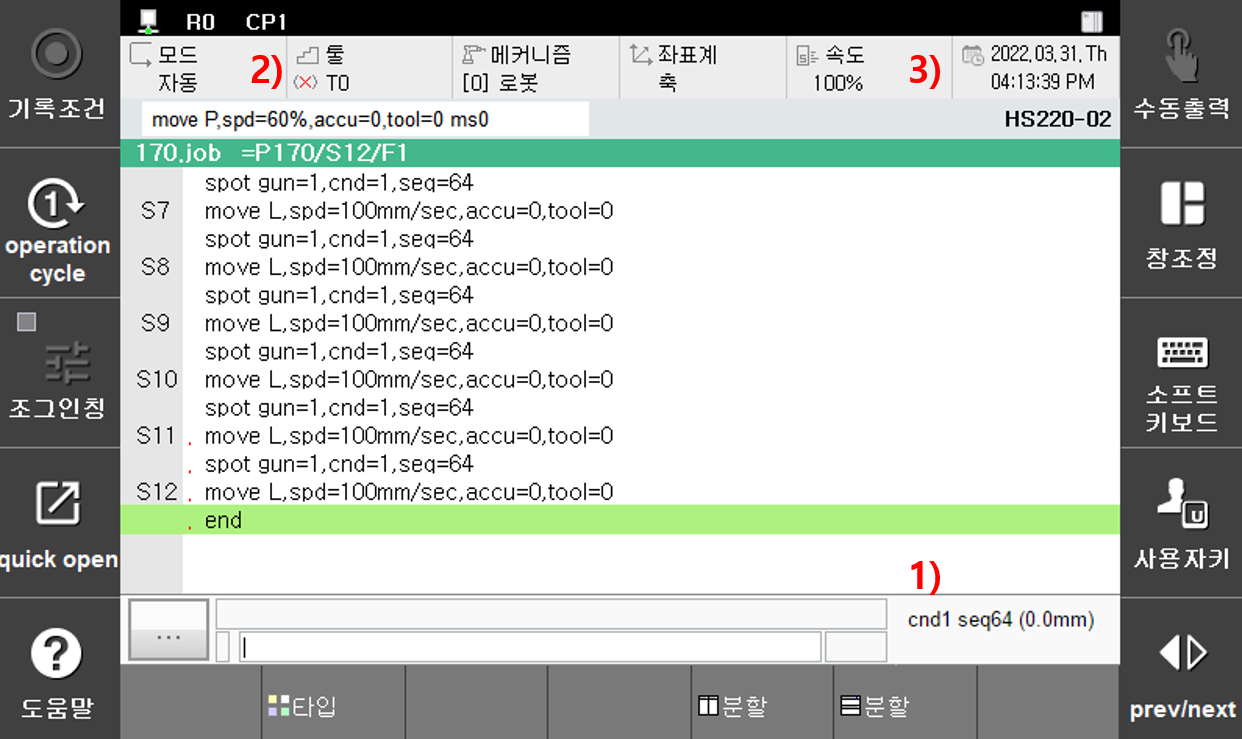 R0 CP1
기록조건
operation
cycle
조그인칭
quick open
도움말
모드
자동
2)
툴
T0
메커니즘
[0] 로봇
좌표계
축
속도
100%
3)
2022.03.31. Th
04:13:39 PM
move P,spd=60%,accu=0,tool=0 ms0
HS220-02
170.job =P170/S12/F1
spot gun=1,cnd=1,seq=64
S7 move L,spd=100mm/sec,accu=0,tool=0
spot gun=1,cnd=1,seq=64
S8 move L,spd=100mm/sec,accu=0,tool=0
spot gun=1,cnd=1,seq=64
S9 move L,spd=100mm/sec,accu=0,tool=0
spot gun=1,cnd=1,seq=64
S10 move L,spd=100mm/sec,accu=0,tool=0
spot gun=1,cnd=1,seq=64
S11 . move L,spd=100mm/sec,accu=0,tool=0
. spot gun=1,cnd=1,seq=64
S12 . move L,spd=100mm/sec,accu=0,tool=0
. end
1)
...
cnd1 seq64 (0.0mm)
타입
분할
분할
수동출력
창조정
소프트
키보드
사용자키
prev/next